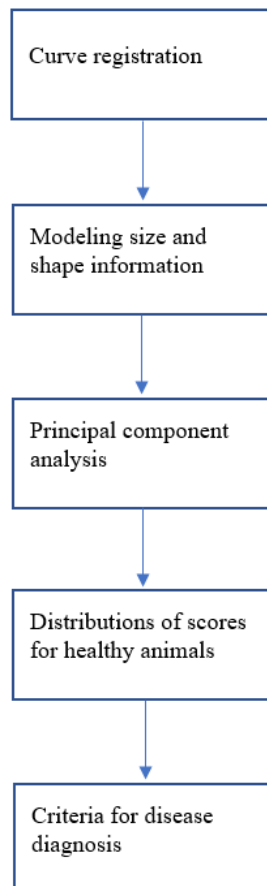 Curve registration
Modeling size and
shape information
Principal component
analysis
Distributions of scores
for healthy animals
Criteria for disease
diagnosis